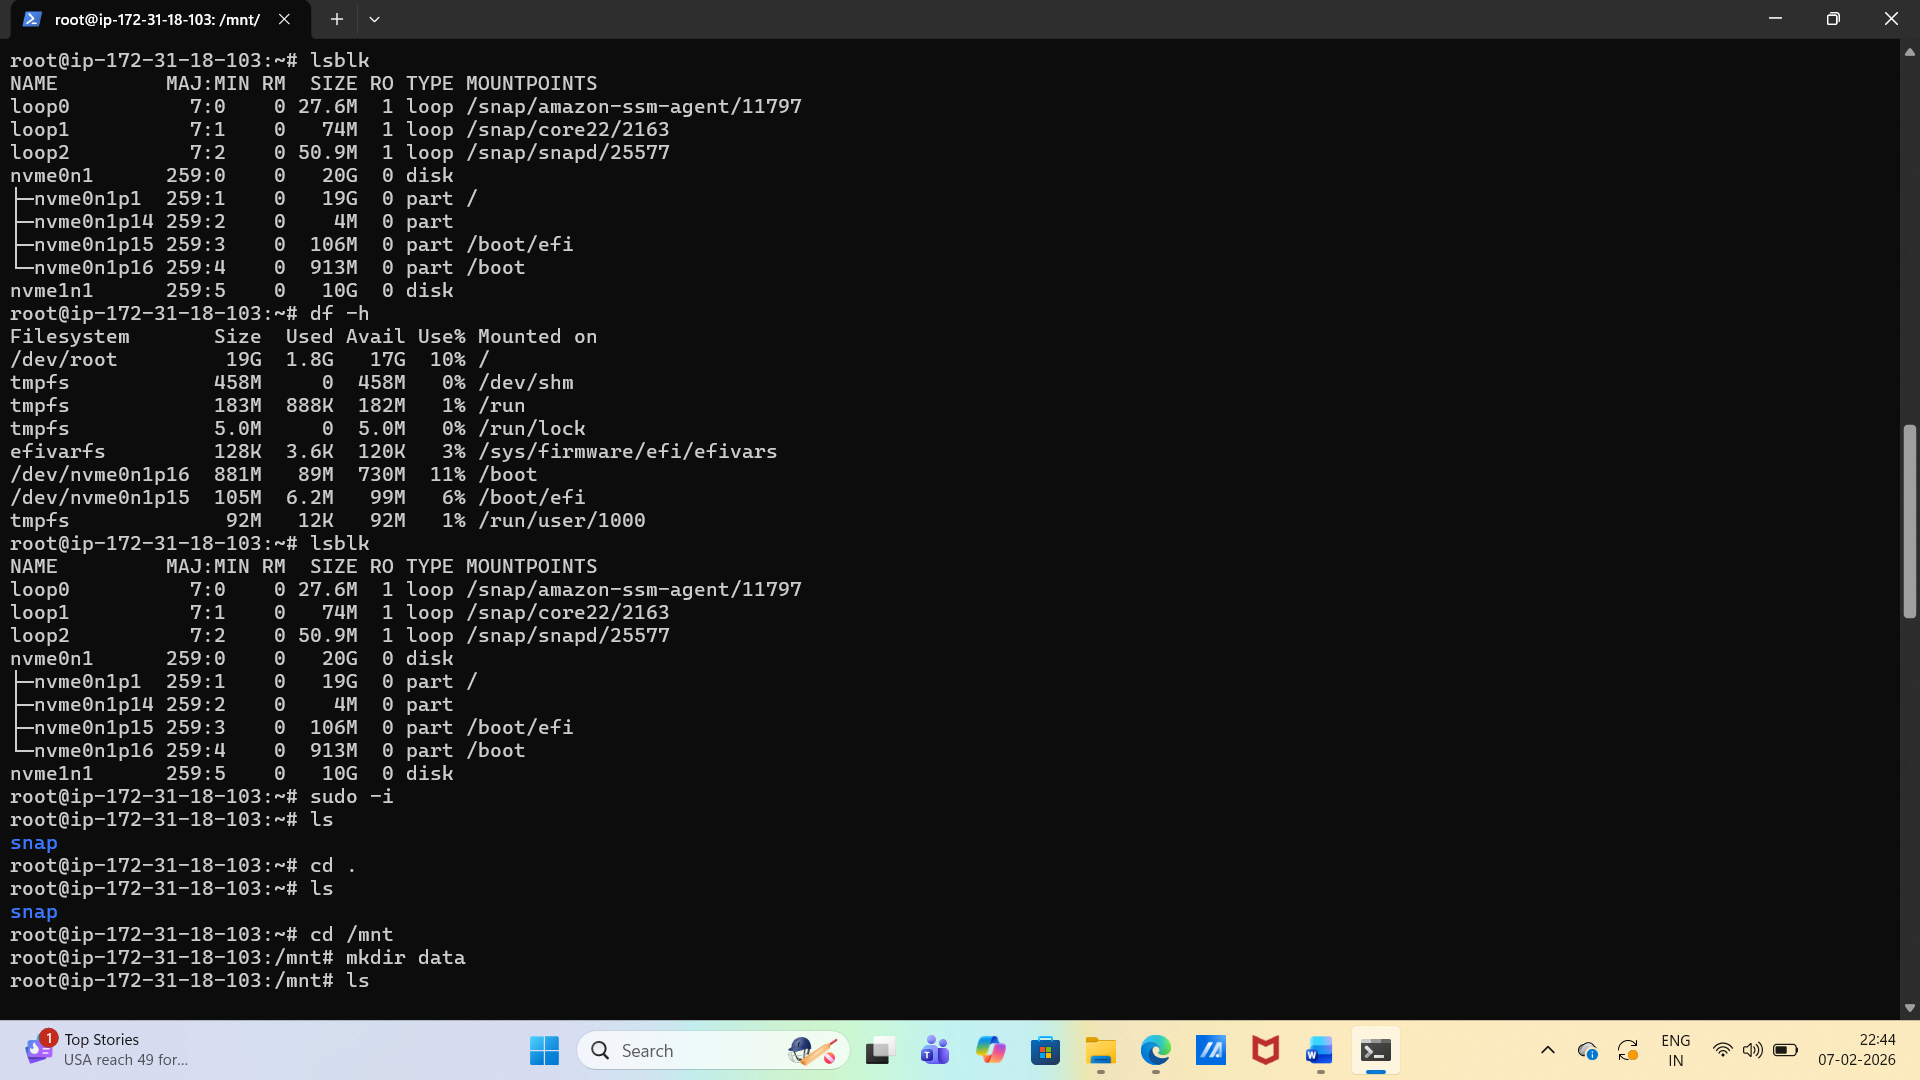 root@ip-172-31-18-103: /mnt/
root@ip-172-31-18-103:~# lsblk
NAME         MAJ:MIN RM  SIZE RO TYPE MOUNTPOINTS
loop0          7:0    0 27.6M  1 loop /snap/amazon-ssm-agent/11797
loop1          7:1    0   74M  1 loop /snap/core22/2163
loop2          7:2    0 50.9M  1 loop /snap/snapd/25577
nvme0n1      259:0    0   20G  0 disk
├─nvme0n1p1  259:1    0   19G  0 part /
├─nvme0n1p14 259:2    0    4M  0 part
├─nvme0n1p15 259:3    0  106M  0 part /boot/efi
└─nvme0n1p16 259:4    0  913M  0 part /boot
nvme1n1      259:5    0   10G  0 disk
root@ip-172-31-18-103:~# df -h
Filesystem       Size  Used Avail Use% Mounted on
/dev/root         19G  1.8G   17G  10% /
tmpfs            458M     0  458M   0% /dev/shm
tmpfs            183M  888K  182M   1% /run
tmpfs            5.0M     0  5.0M   0% /run/lock
efivarfs         128K  3.6K  120K   3% /sys/firmware/efi/efivars
/dev/nvme0n1p16  881M   89M  730M  11% /boot
/dev/nvme0n1p15  105M  6.2M   99M   6% /boot/efi
tmpfs             92M   12K   92M   1% /run/user/1000
root@ip-172-31-18-103:~# lsblk
NAME         MAJ:MIN RM  SIZE RO TYPE MOUNTPOINTS
loop0          7:0    0 27.6M  1 loop /snap/amazon-ssm-agent/11797
loop1          7:1    0   74M  1 loop /snap/core22/2163
loop2          7:2    0 50.9M  1 loop /snap/snapd/25577
nvme0n1      259:0    0   20G  0 disk
├─nvme0n1p1  259:1    0   19G  0 part /
├─nvme0n1p14 259:2    0    4M  0 part
├─nvme0n1p15 259:3    0  106M  0 part /boot/efi
└─nvme0n1p16 259:4    0  913M  0 part /boot
nvme1n1      259:5    0   10G  0 disk
root@ip-172-31-18-103:~# sudo -i
root@ip-172-31-18-103:~# ls
snap
root@ip-172-31-18-103:~# cd .
root@ip-172-31-18-103:~# ls
snap
root@ip-172-31-18-103:~# cd /mnt
root@ip-172-31-18-103:/mnt# mkdir data
root@ip-172-31-18-103:/mnt# ls
1
Top Stories
USA reach 49 for...
Search
ENG
IN
22:44
07-02-2026